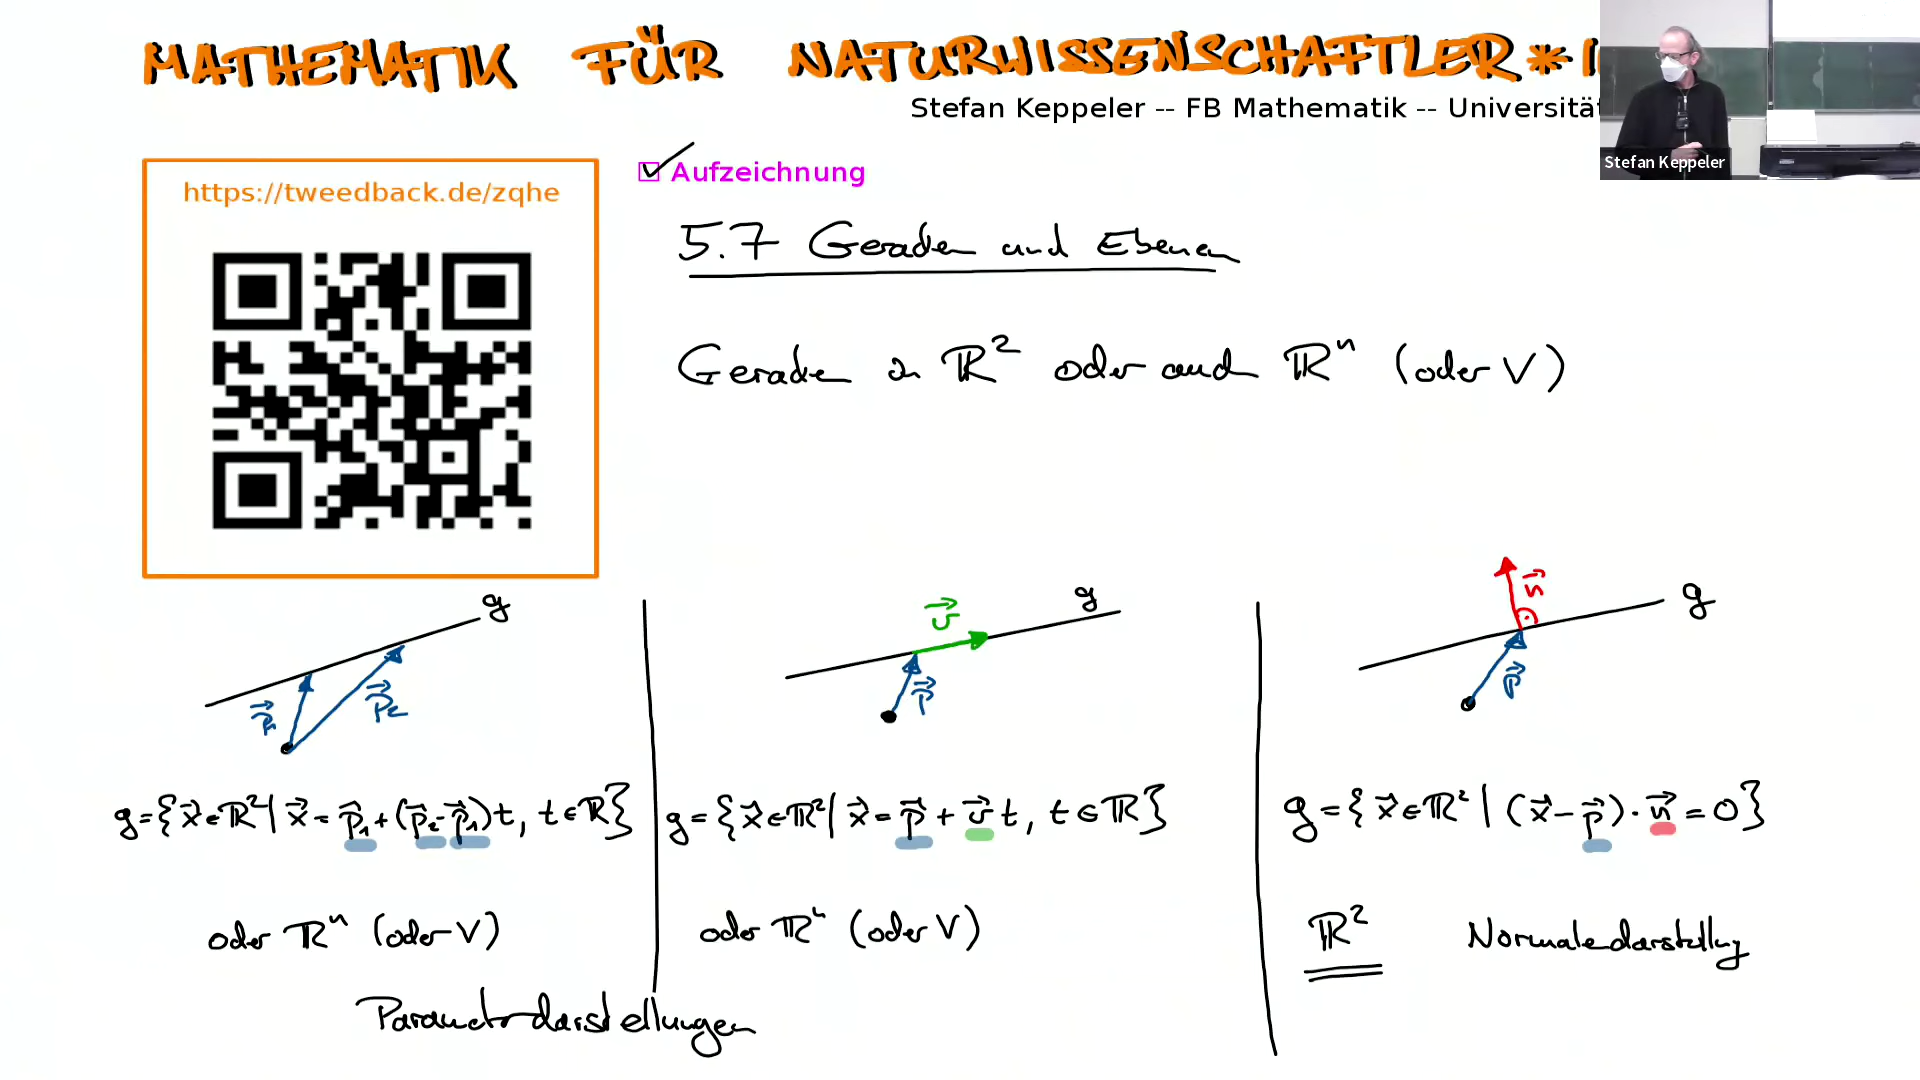 MATHEMATIK FÜR NATURWISSENSCHAFTLER*I
Stefan Keppeler -- FB Mathematik -- Universität
Stefan Keppeler
https://tweedback.de/zqhe
Aufzeichnung
5.7 Geraden und Ebenen
Geraden in ℝ² oder auch ℝⁿ (oder V)
g
p⃗₁
p⃗₂
g={x⃗∈ℝ²| x⃗=p⃗₁+(p⃗₂-p⃗₁)t, t∈ℝ}
oder ℝⁿ (oder V)
v⃗
g
p⃗
g={x⃗∈ℝ²| x⃗=p⃗+v⃗t, t∈ℝ}
oder ℝⁿ (oder V)
Parameterdarstellungen
n⃗
g
p⃗
g={x⃗∈ℝ²| (x⃗-p⃗)·n⃗=0}
ℝ² Normalendarstellung